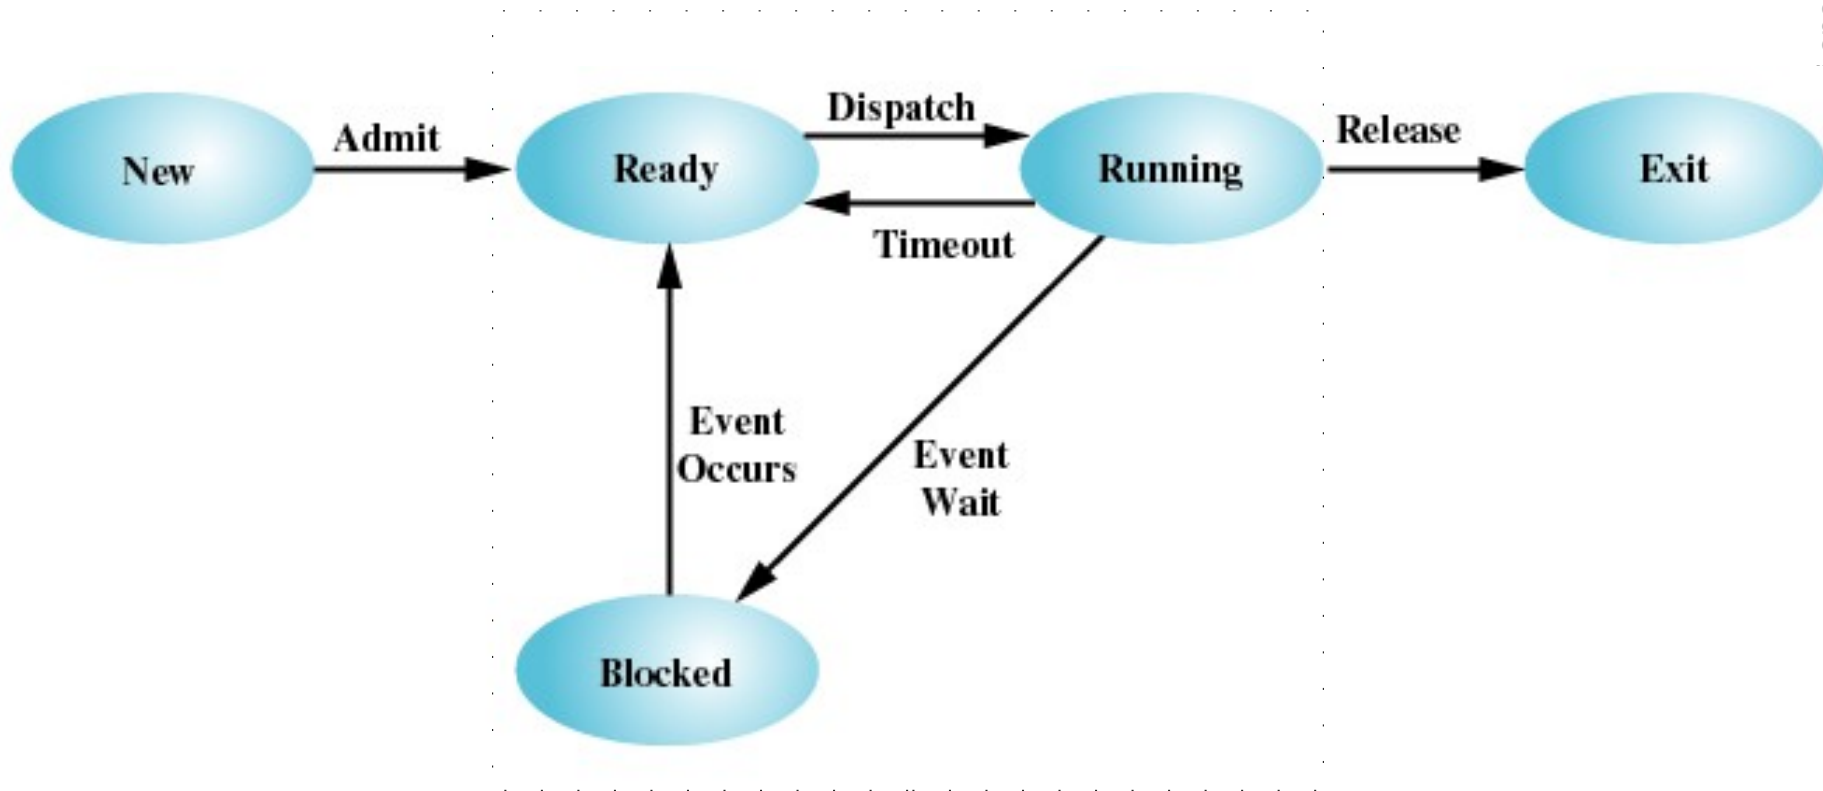 Dispatch
Admit
Release
New
Ready
Running
Exit
Timeout
Event
Occurs
Event
Wait
Blocked